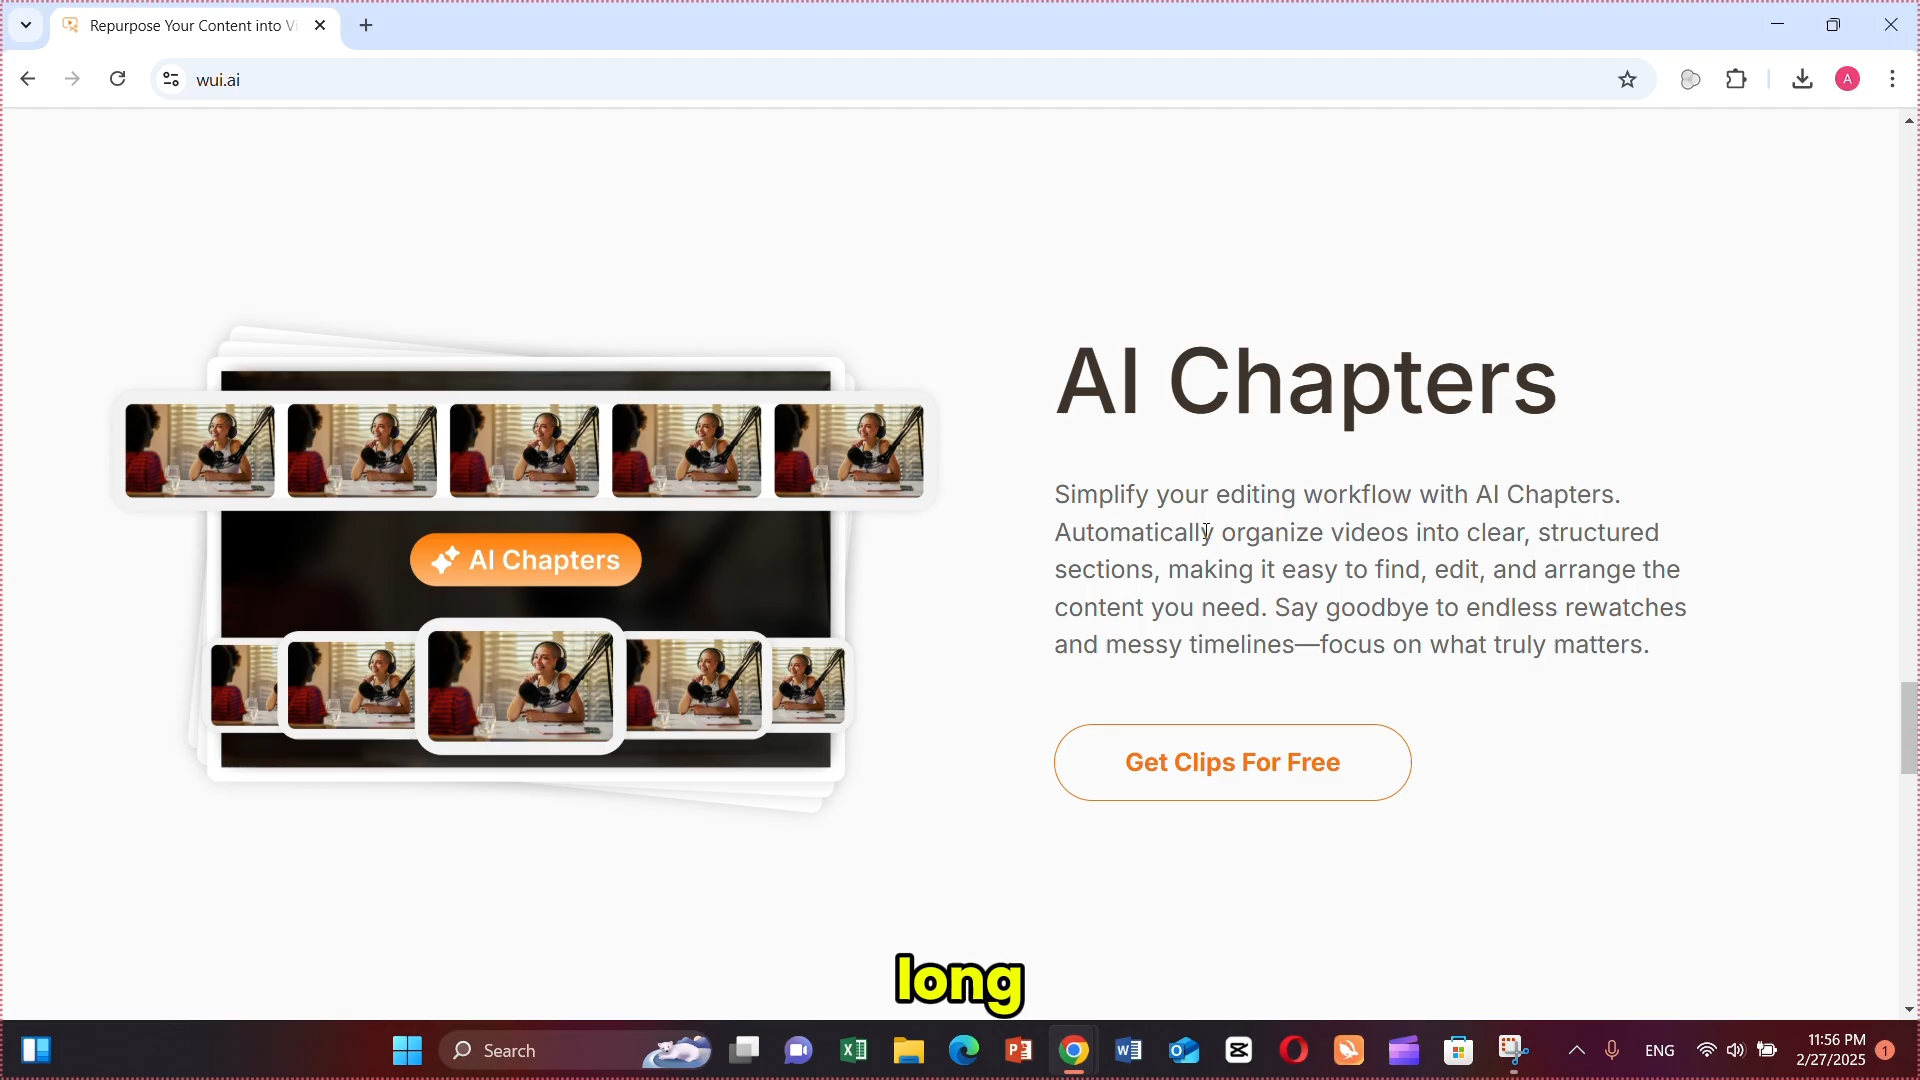 Repurpose Your Content into Vi
wui.ai
A
AI Chapters
AI Chapters
Simplify your editing workflow with AI Chapters.
Automatically organize videos into clear, structured
sections, making it easy to find, edit, and arrange the
content you need. Say goodbye to endless rewatches
and messy timelines—focus on what truly matters.
Get Clips For Free
long
Search
ENG
11:56 PM
2/27/2025
1